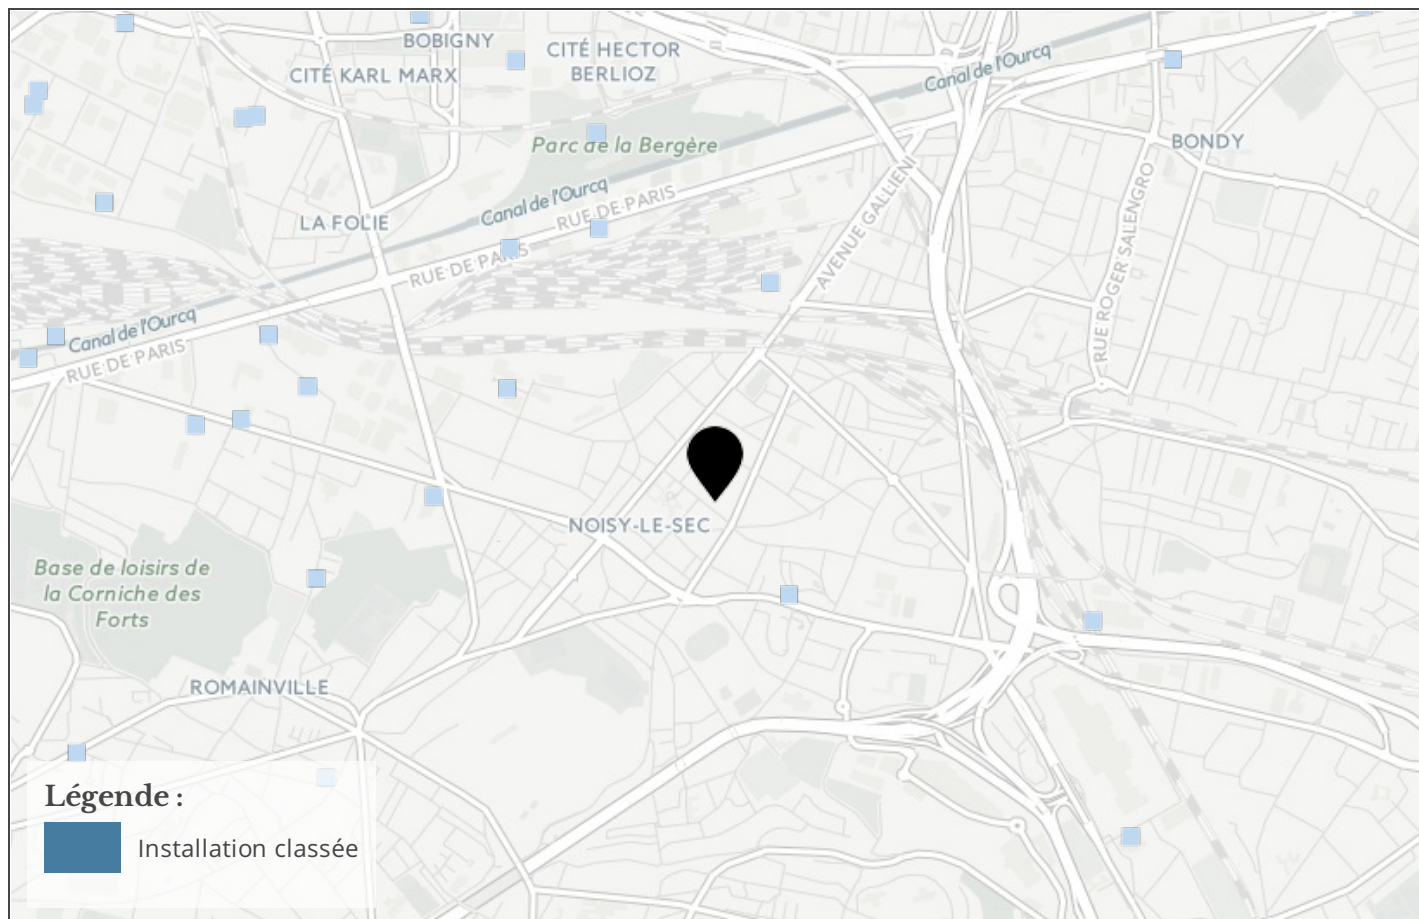 BOBIGNY
CITÉ HECTOR
BERLIOZ
CITÉ KARL MARX
Canal de l'Ourcq
Parc de la Bergère
BONDY
Canal de l'Ourcq
RUE DE PARIS
AVENUE GALLIENI
RUE ROGER SALENGRO
LA FOLIE
RUE DE PARIS
Canal de l'Ourcq
RUE DE PARIS
NOISY-LE-SEC
Base de loisirs de
la Corniche des
Forts
ROMAINVILLE
Légende :
Installation classée